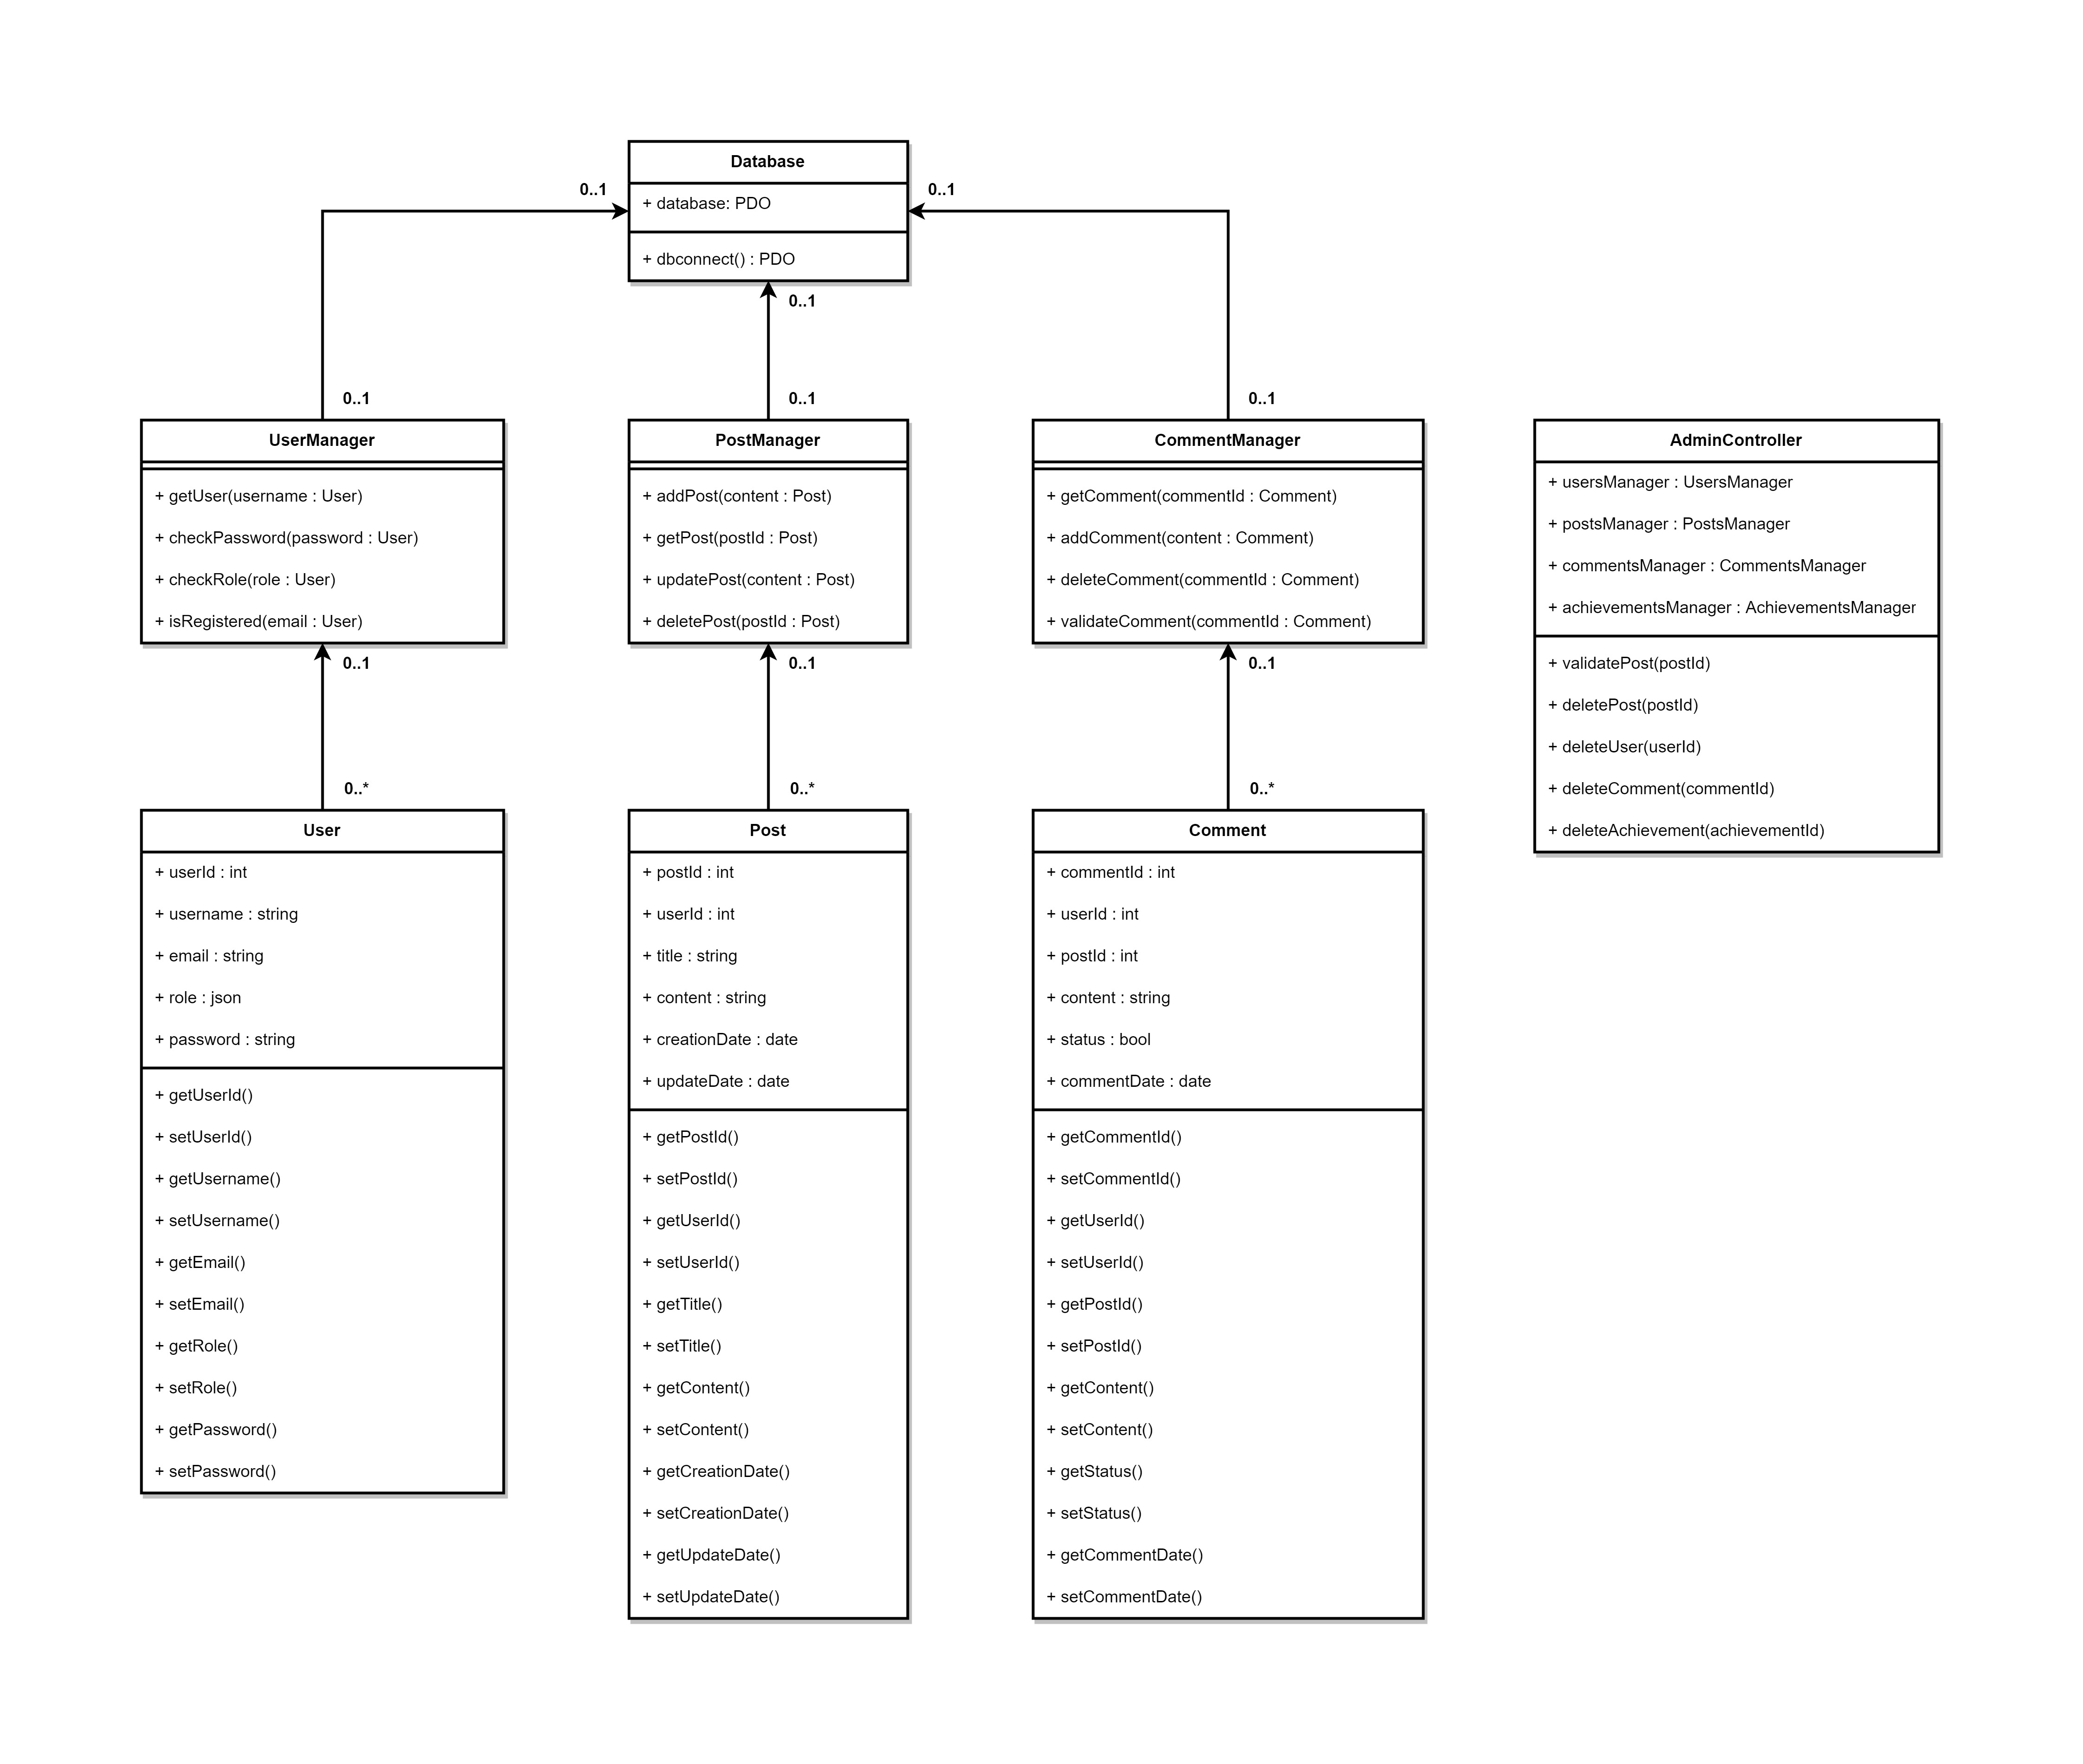 Database
+ database: PDO
+ dbconnect() : PDO
0..1
0..1
0..1
0..1
0..1
0..1
UserManager
+ getUser(username : User)
+ checkPassword(password : User)
+ checkRole(role : User)
+ isRegistered(email : User)
PostManager
+ addPost(content : Post)
+ getPost(postId : Post)
+ updatePost(content : Post)
+ deletePost(postId : Post)
CommentManager
+ getComment(commentId : Comment)
+ addComment(content : Comment)
+ deleteComment(commentId : Comment)
+ validateComment(commentId : Comment)
AdminController
+ usersManager : UsersManager
+ postsManager : PostsManager
+ commentsManager : CommentsManager
+ achievementsManager : AchievementsManager
+ validatePost(postId)
+ deletePost(postId)
+ deleteUser(userId)
+ deleteComment(commentId)
+ deleteAchievement(achievementId)
0..1
0..1
0..1
0..*
0..*
0..*
User
+ userId : int
+ username : string
+ email : string
+ role : json
+ password : string
+ getUserId()
+ setUserId()
+ getUsername()
+ setUsername()
+ getEmail()
+ setEmail()
+ getRole()
+ setRole()
+ getPassword()
+ setPassword()
Post
+ postId : int
+ userId : int
+ title : string
+ content : string
+ creationDate : date
+ updateDate : date
+ getPostId()
+ setPostId()
+ getUserId()
+ setUserId()
+ getTitle()
+ setTitle()
+ getContent()
+ setContent()
+ getCreationDate()
+ setCreationDate()
+ getUpdateDate()
+ setUpdateDate()
Comment
+ commentId : int
+ userId : int
+ postId : int
+ content : string
+ status : bool
+ commentDate : date
+ getCommentId()
+ setCommentId()
+ getUserId()
+ setUserId()
+ getPostId()
+ setPostId()
+ getContent()
+ setContent()
+ getStatus()
+ setStatus()
+ getCommentDate()
+ setCommentDate()